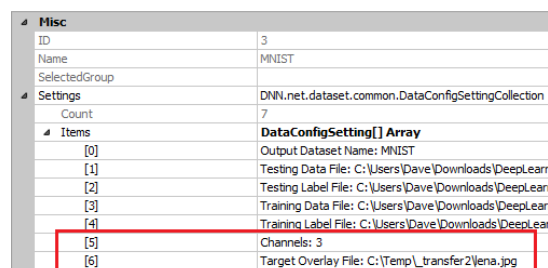 Misc
ID 3
Name MNIST
SelectedGroup
Settings DNN.net.dataset.common.DataConfigSettingCollection
Count 7
Items DataConfigSetting[] Array
[0] Output Dataset Name: MNIST
[1] Testing Data File: C:\Users\Dave\Downloads\DeepLearn
[2] Testing Label File: C:\Users\Dave\Downloads\DeepLear
[3] Training Data File: C:\Users\Dave\Downloads\DeepLear
[4] Training Label File: C:\Users\Dave\Downloads\DeepLea
[5] Channels: 3
[6] Target Overlay File: C:\Temp\_transfer2\lena.jpg